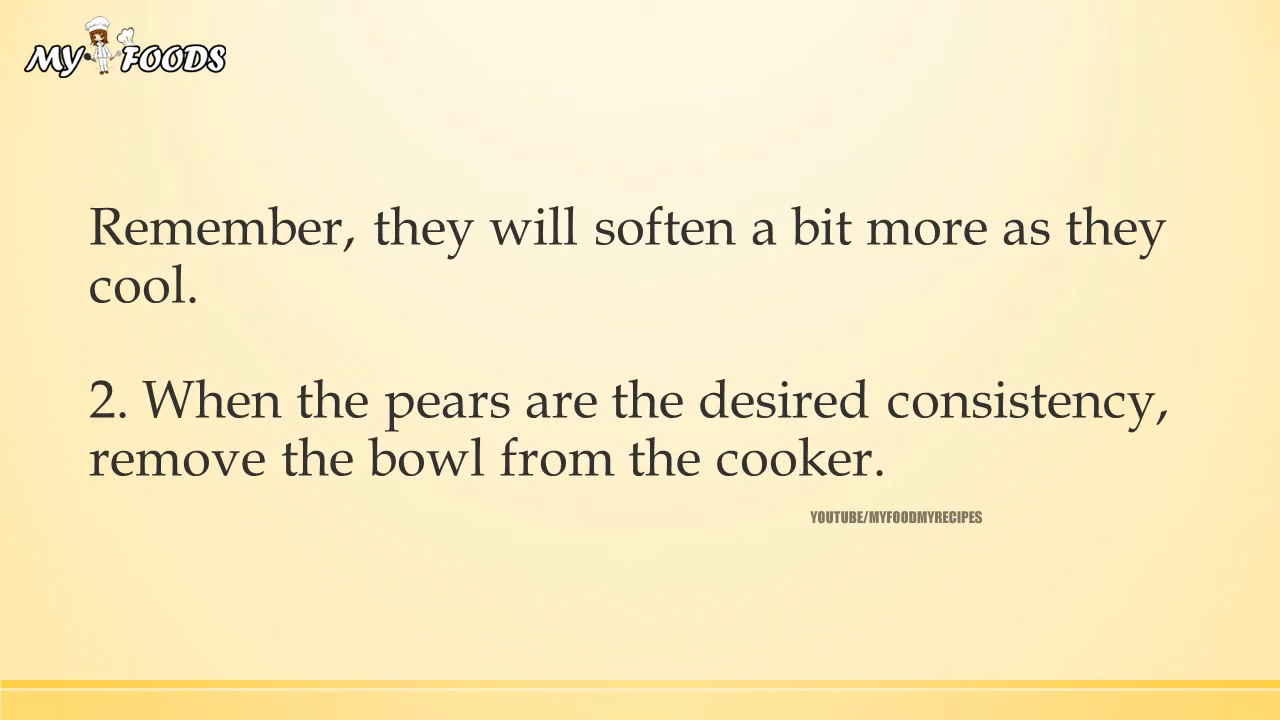 MY FOODS
Remember, they will soften a bit more as they
cool.
2. When the pears are the desired consistency,
remove the bowl from the cooker.
YOUTUBE/MYFOODMYRECIPES